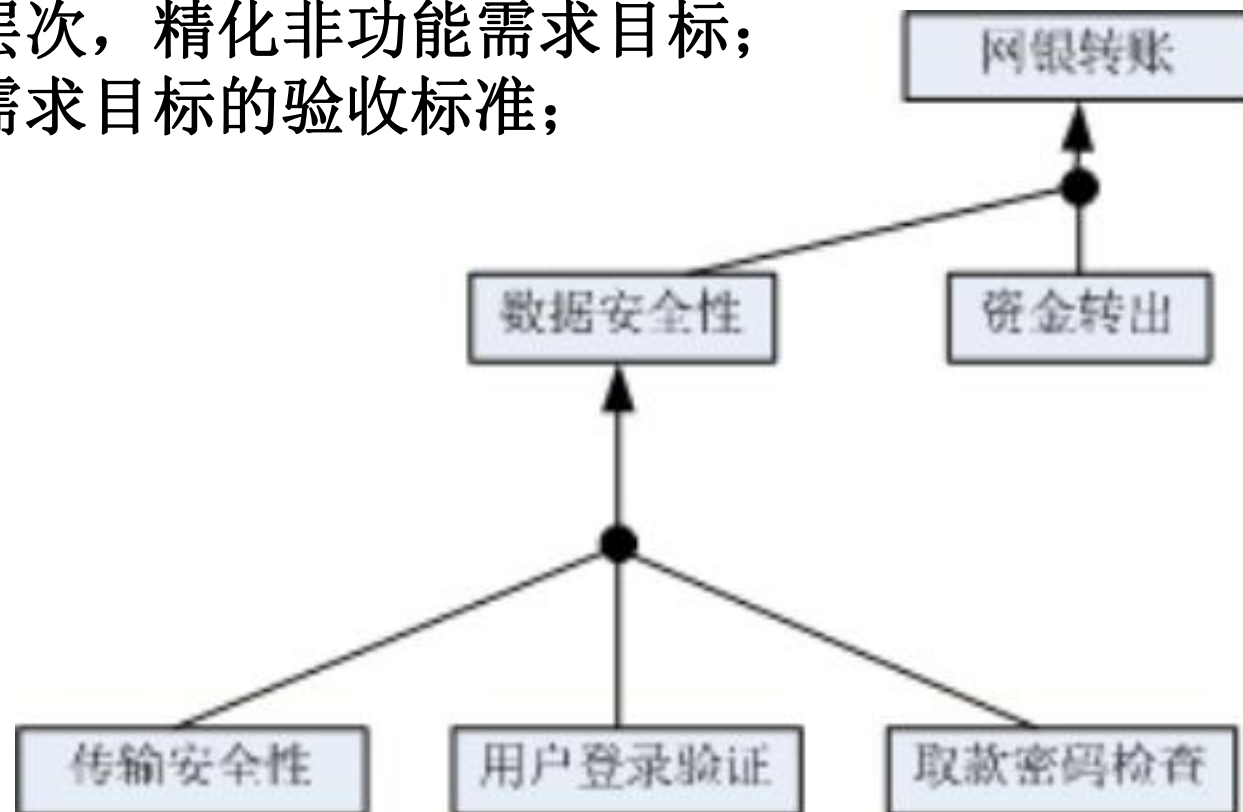 层次，精化非功能需求目标；
需求目标的验收标准；
网银转账
数据安全性
资金转出
传输安全性
用户登录验证
取款密码检查